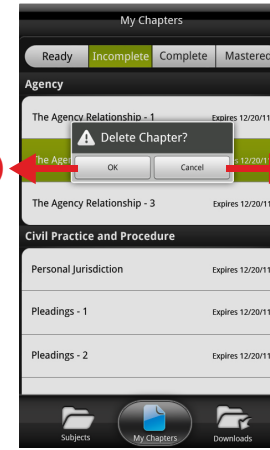 My Chapters
Ready Incomplete Complete Mastered
Agency
The Agency Relationship - 1 Expires 12/20/11
Delete Chapter?
The Agen
OK Cancel
The Agency Relationship - 3 Expires 12/20/11
Civil Practice and Procedure
Personal Jurisdiction Expires 12/20/11
Pleadings - 1 Expires 12/20/11
Pleadings - 2 Expires 12/20/11
Subjects My Chapters Downloads